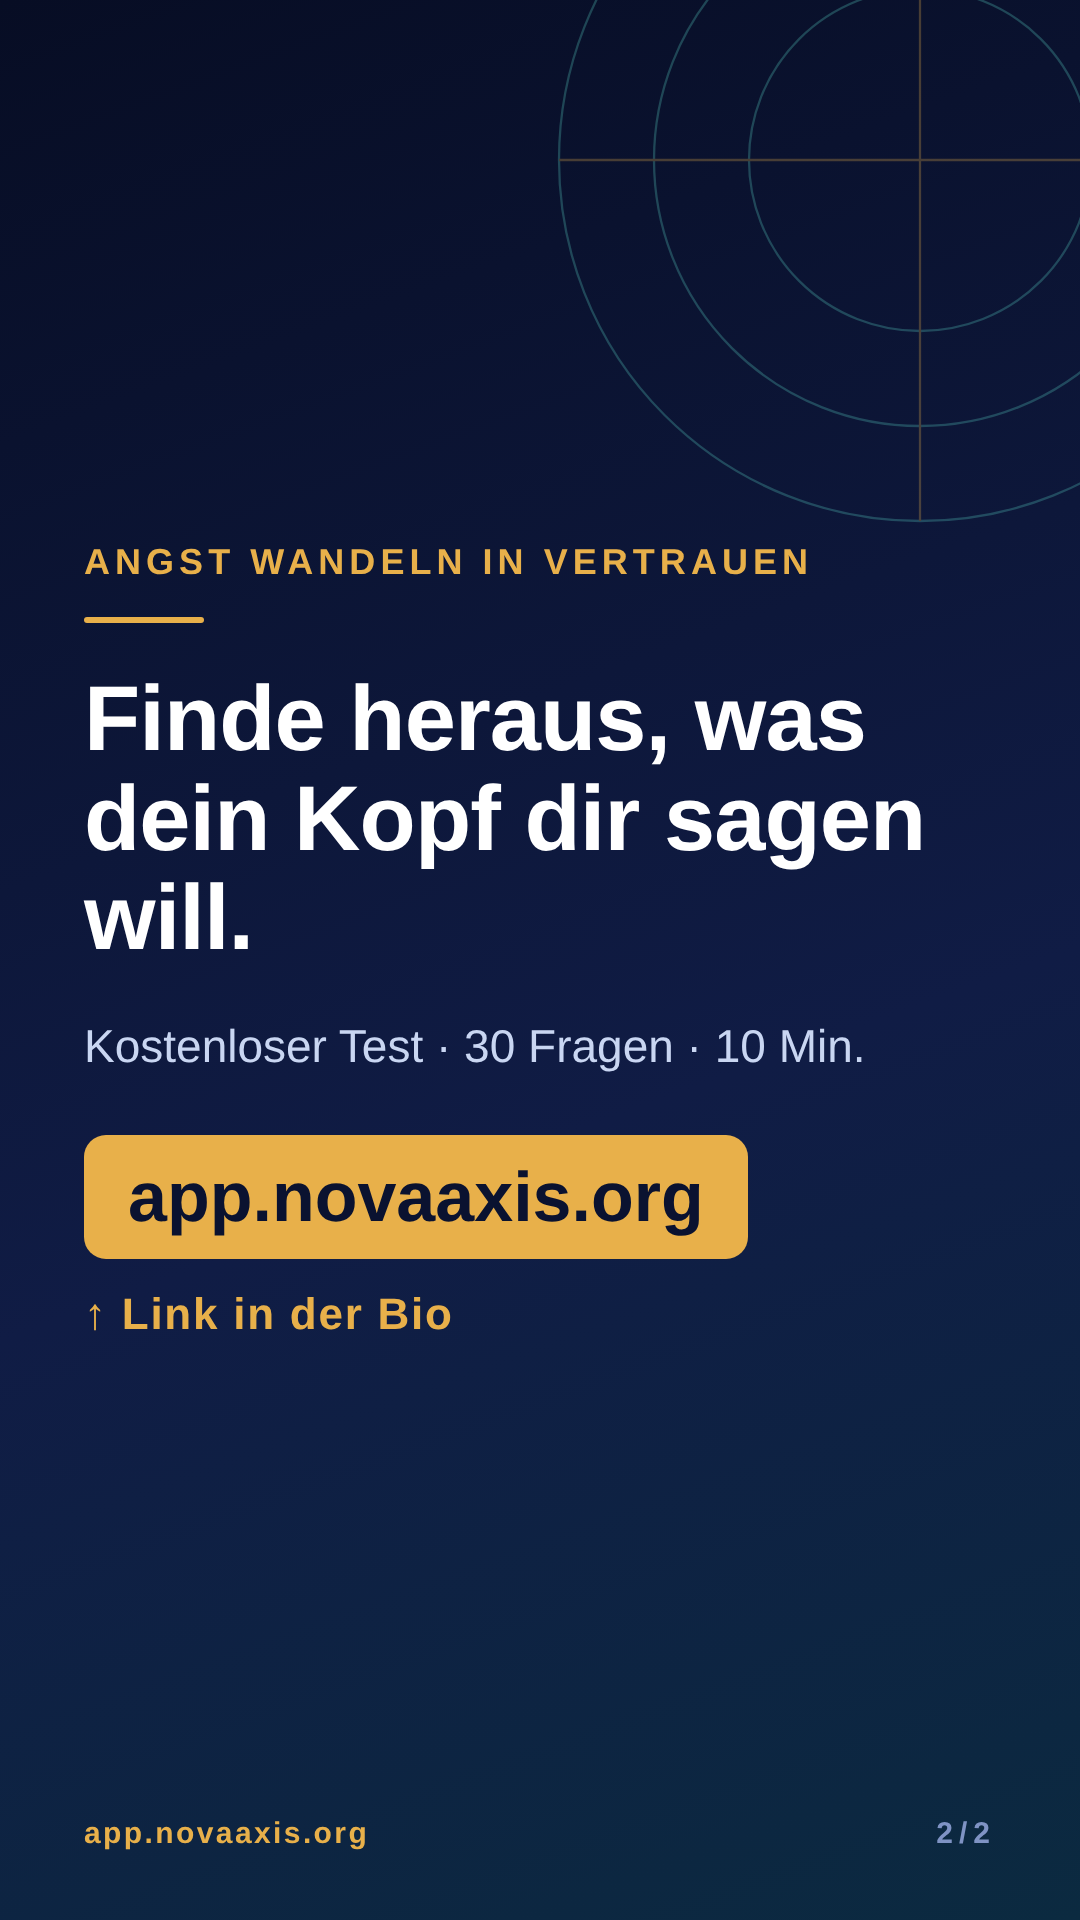 ANGST WANDELN IN VERTRAUEN
Finde heraus, was
dein Kopf dir sagen
will.
Kostenloser Test · 30 Fragen · 10 Min.
app.novaaxis.org
↑ Link in der Bio
app.novaaxis.org
2/2